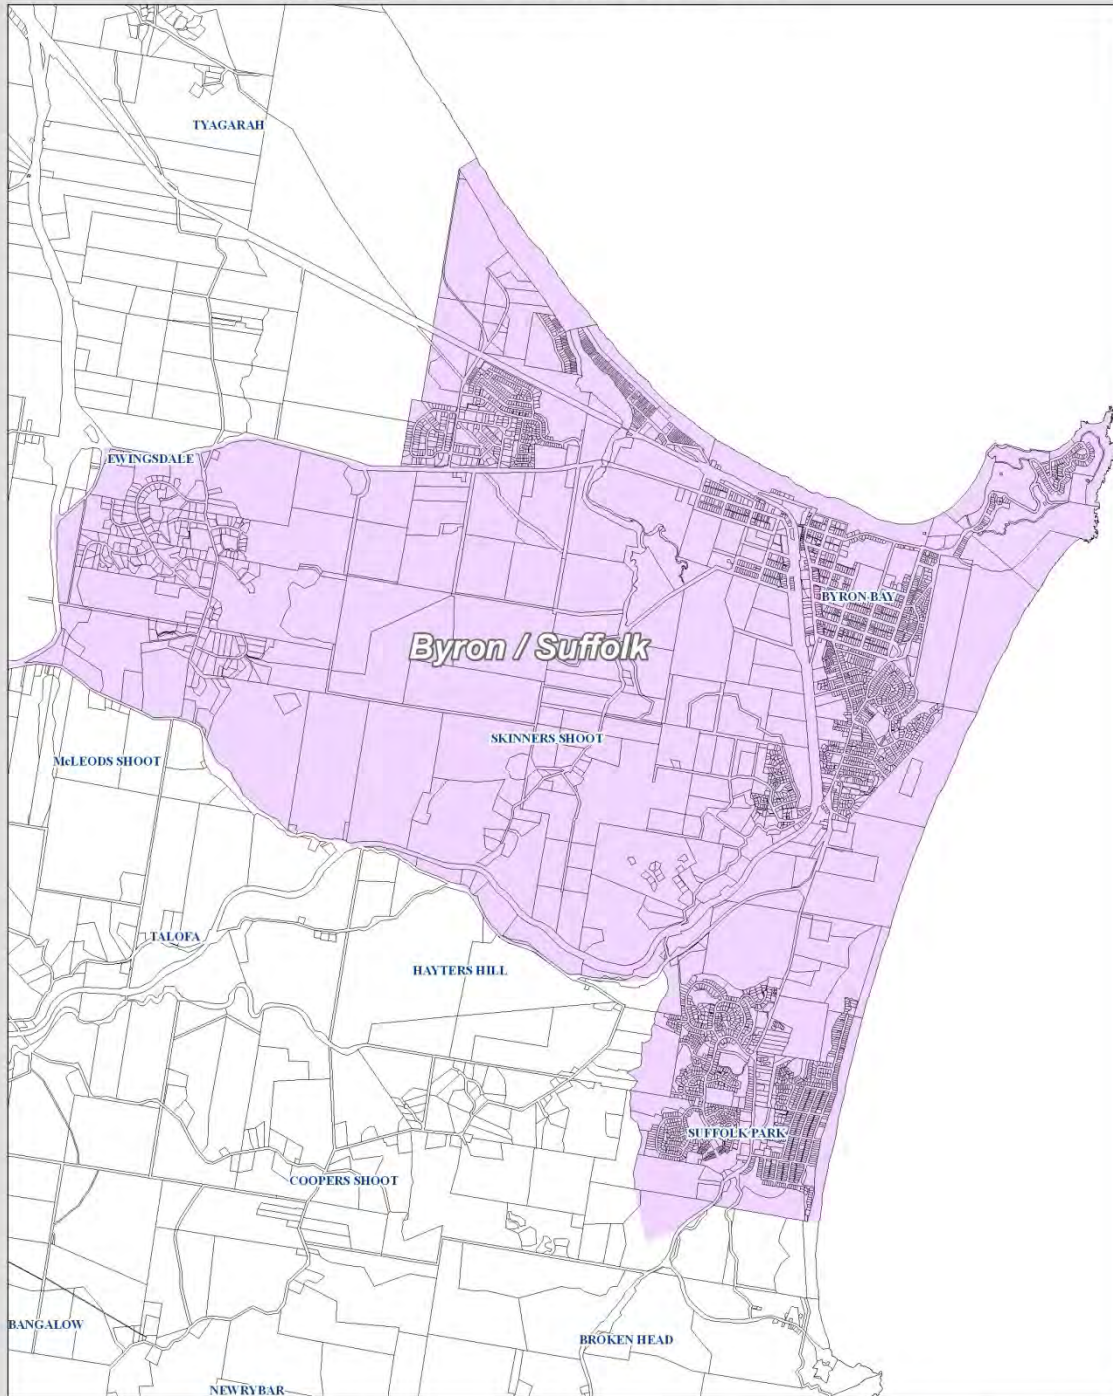 TYAGARAH
EWINGSDALE
BYRON BAY
Byron / Suffolk
SKINNERS SHOOT
McLEODS SHOOT
TALOFA
HAYTERS HILL
SUFFOLK PARK
COOPERS SHOOT
BANGALOW
BROKEN HEAD
NEWRYBAR